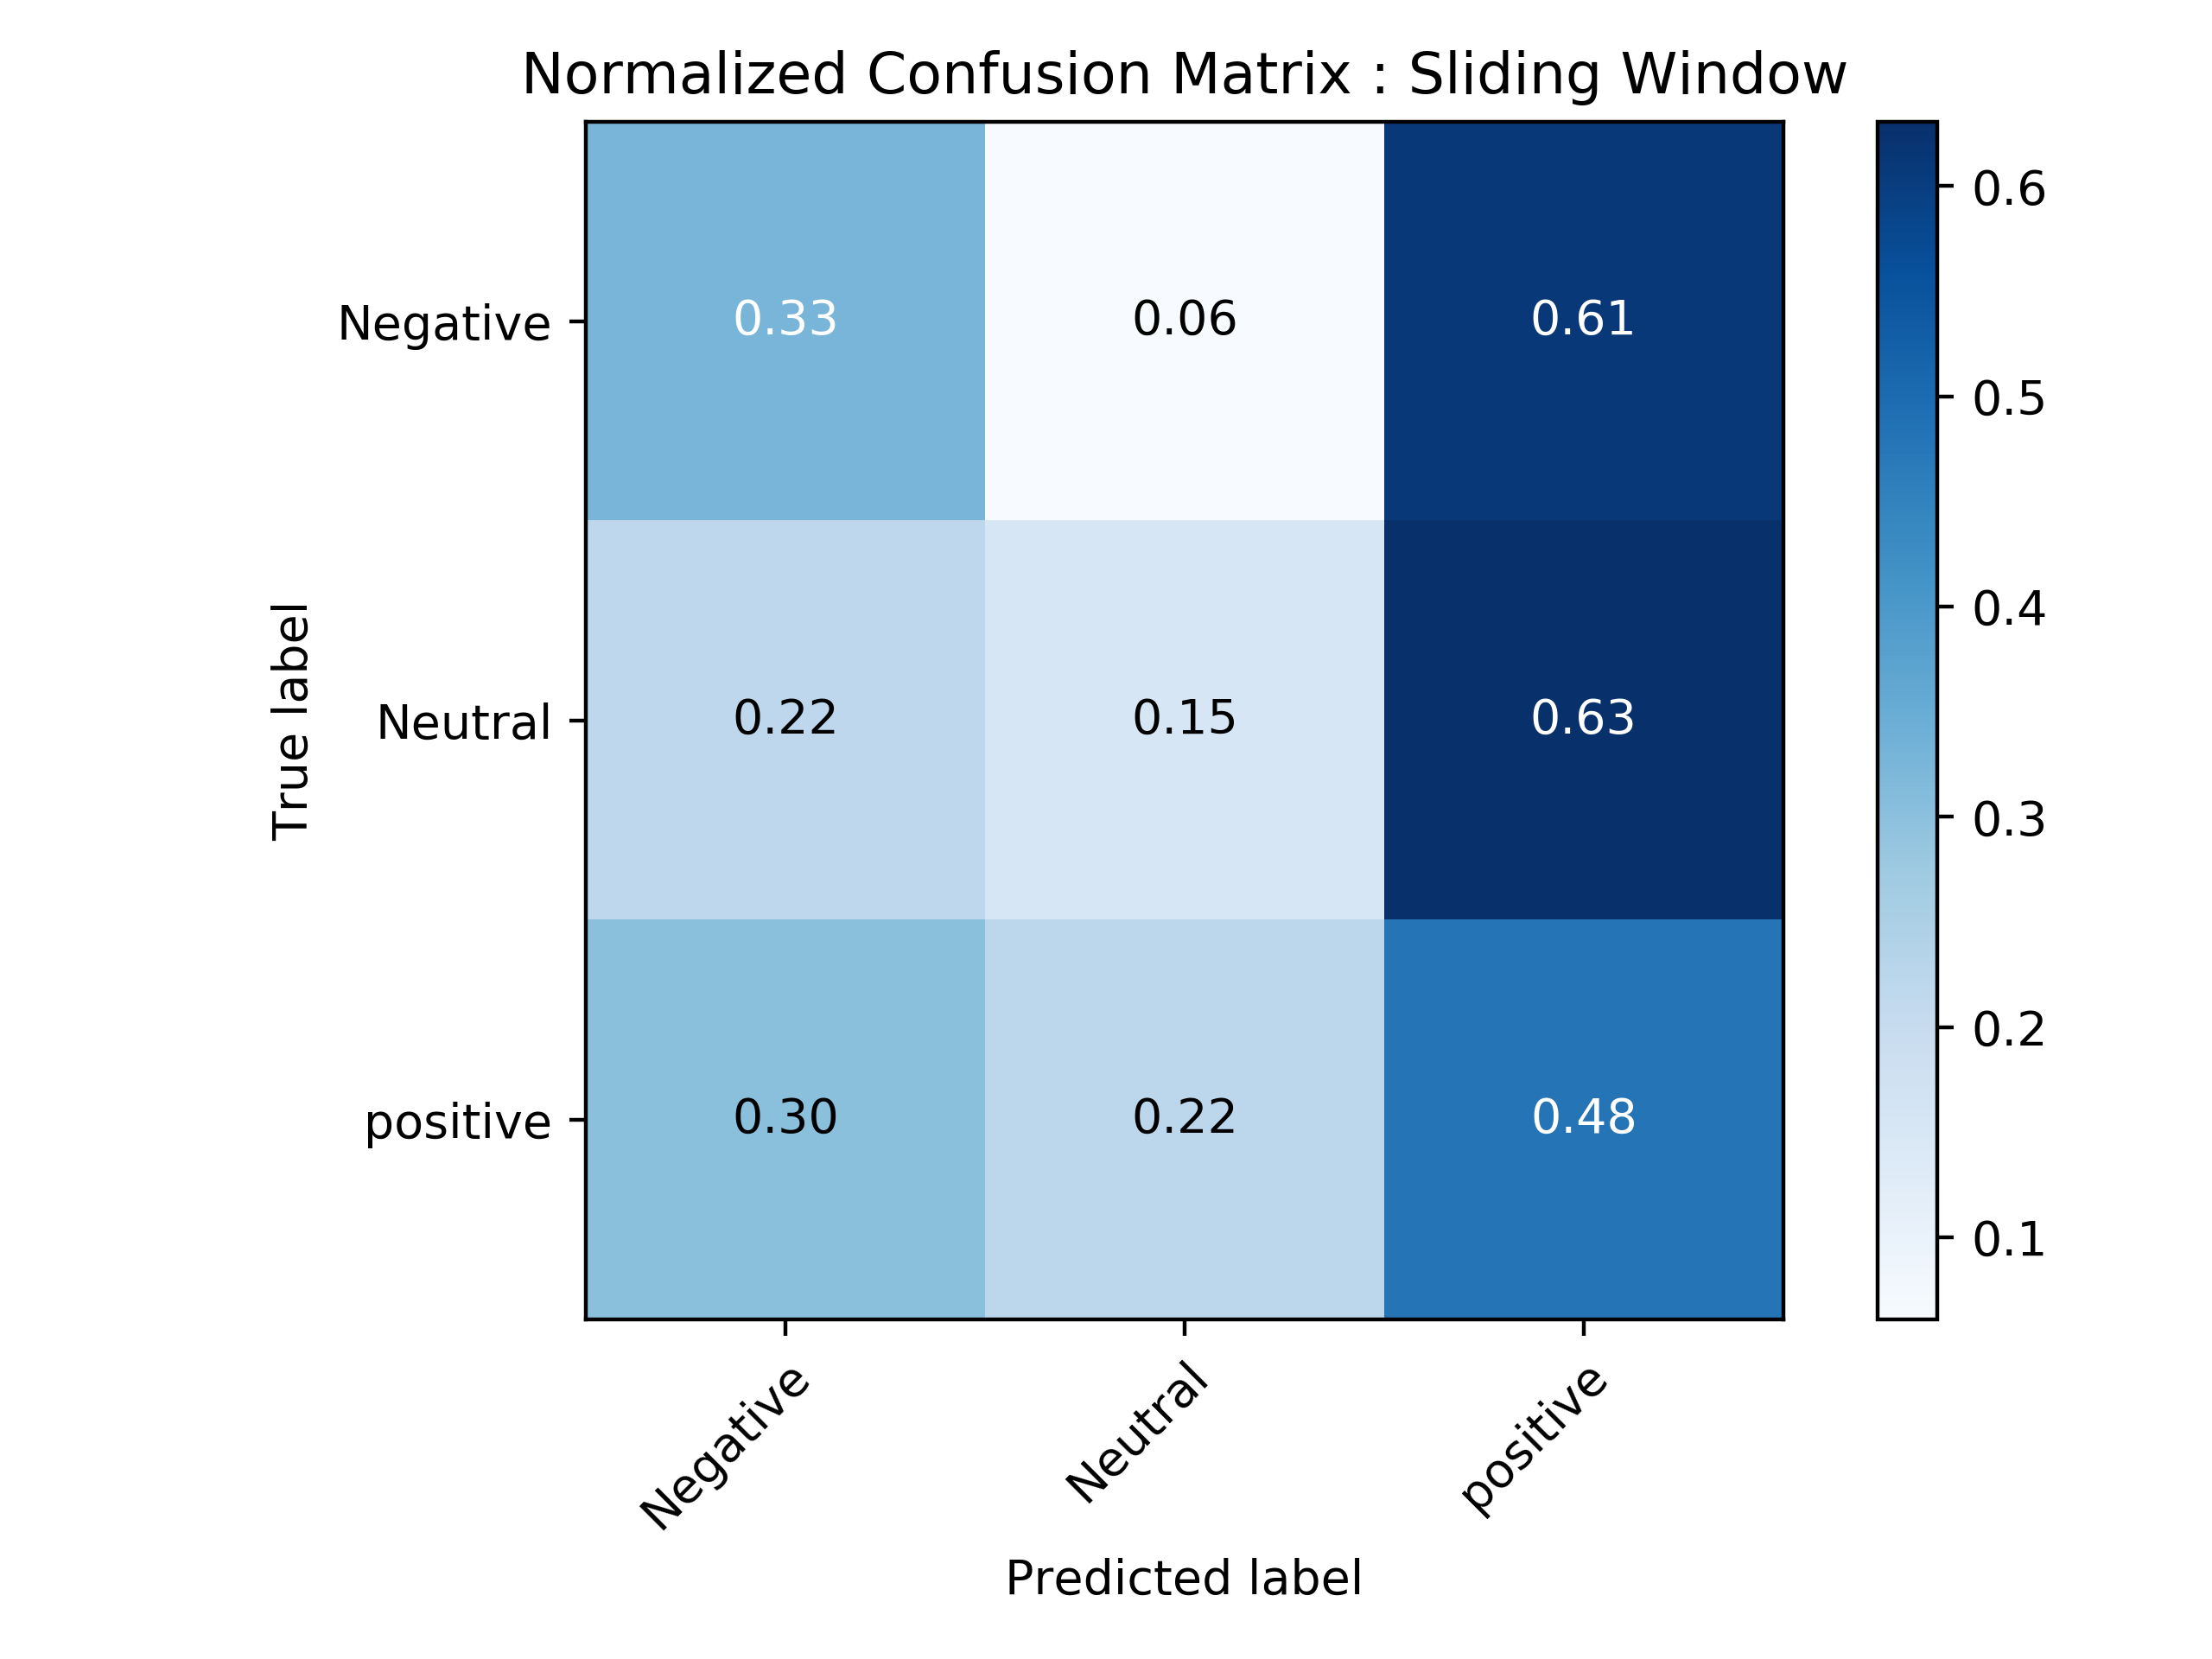 Normalized Confusion Matrix : Sliding Window
0.6
0.5
0.4
0.3
0.2
0.1
True label
Negative
0.33 0.06 0.61
Neutral
0.22 0.15 0.63
positive
0.30 0.22 0.48
Negative
Neutral
positive
Predicted label